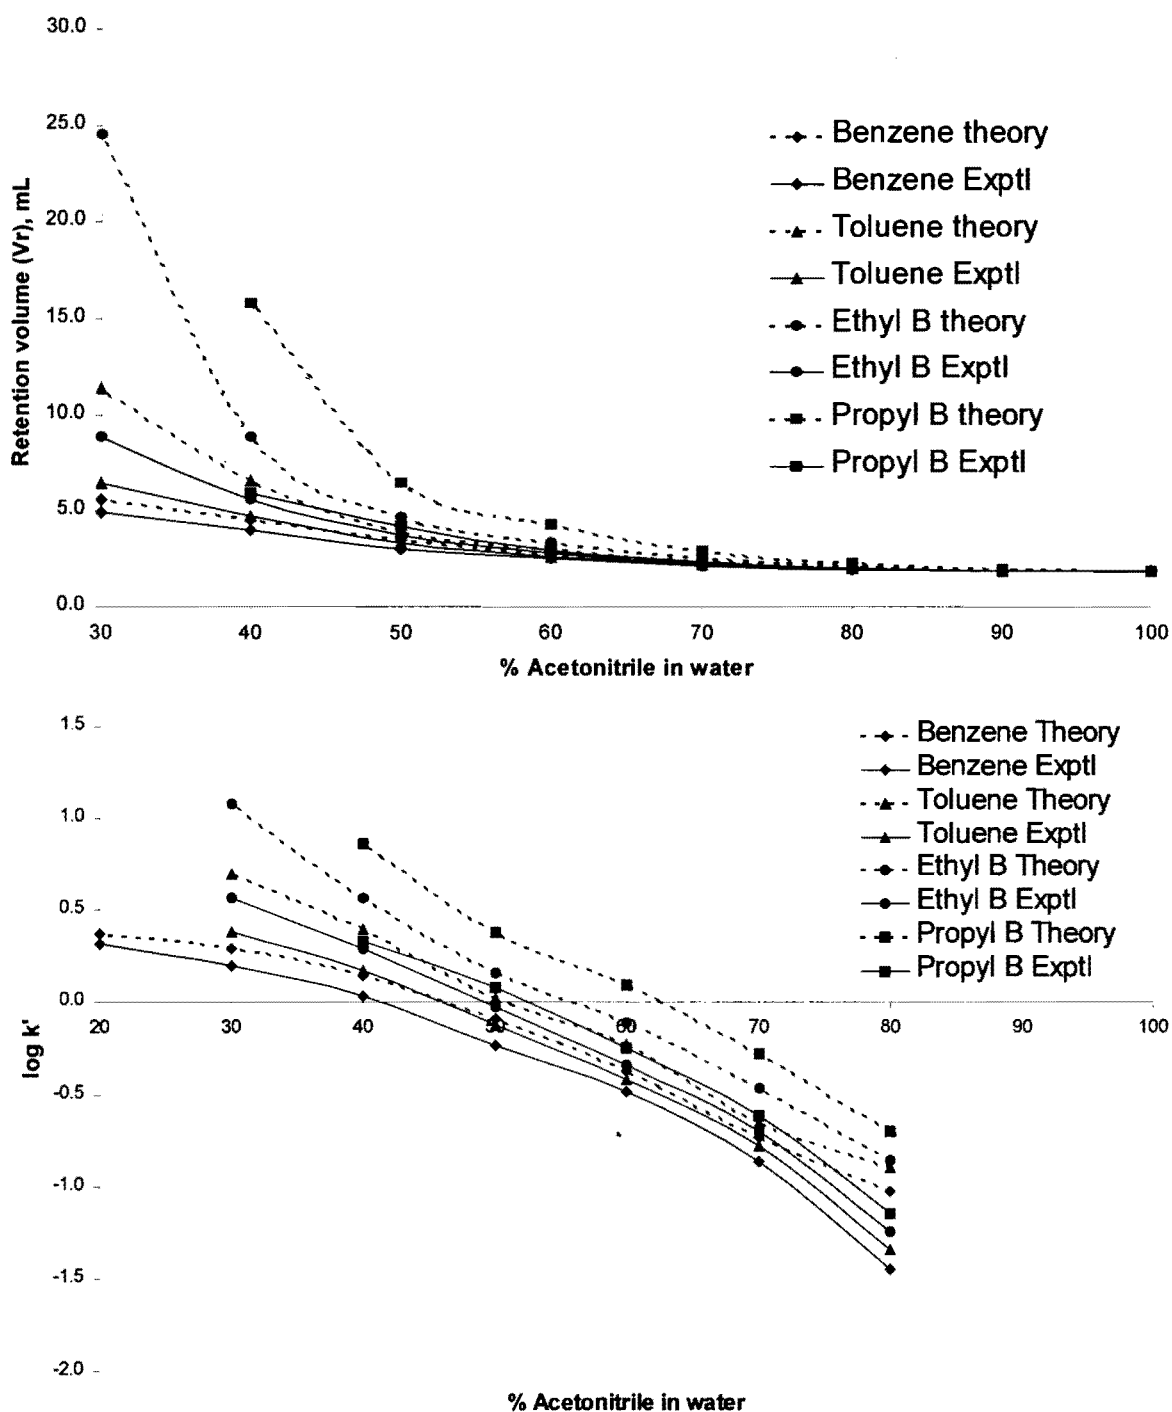 30.0
25.0
20.0
15.0
10.0
5.0
0.0
Retention volume (Vr), mL
Benzene theory
Benzene Exptl
Toluene theory
Toluene Exptl
Ethyl B theory
Ethyl B Exptl
Propyl B theory
Propyl B Exptl
30 40 50 60 70 80 90 100
% Acetonitrile in water
1.5
1.0
0.5
0.0
-0.5
-1.0
-1.5
-2.0
log k'
Benzene Theory
Benzene Exptl
Toluene Theory
Toluene Exptl
Ethyl B Theory
Ethyl B Exptl
Propyl B Theory
Propyl B Exptl
20 30 40 50 60 70 80 90 100
% Acetonitrile in water